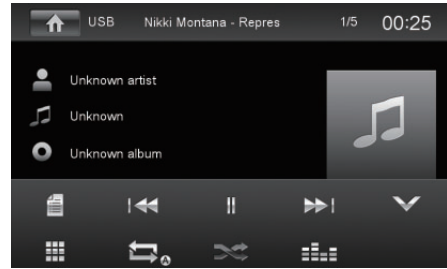 USB Nikki Montana - Repres 1/5 00:25
Unknown artist
Unknown
Unknown album